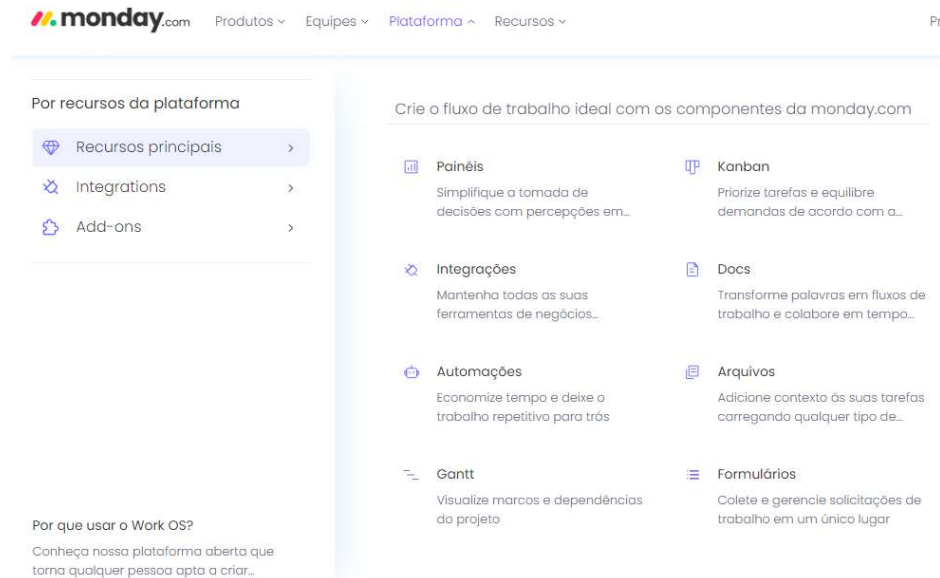 monday.com Produtos Equipes Plataforma Recursos
Por recursos da plataforma
Recursos principais
Integrations
Add-ons
Por que usar o Work OS?
Conheça nossa plataforma aberta que
torna qualquer pessoa apta a criar...
Crie o fluxo de trabalho ideal com os componentes da monday.com
Painéis
Simplifique a tomada de
decisões com percepções em...
Kanban
Priorize tarefas e equilibre
demandas de acordo com a...
Integrações
Mantenha todas as suas
ferramentas de negócios...
Docs
Transforme palavras em fluxos de
trabalho e colabore em tempo...
Automações
Economize tempo e deixe o
trabalho repetitivo para trás
Arquivos
Adicione contexto às suas tarefas
carregando qualquer tipo de...
Gantt
Visualize marcos e dependências
do projeto
Formulários
Colete e gerencie solicitações de
trabalho em um único lugar